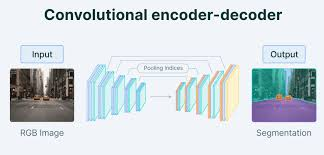 Convolutional encoder-decoder
Input
Output
Pooling Indices
RGB Image
Segmentation